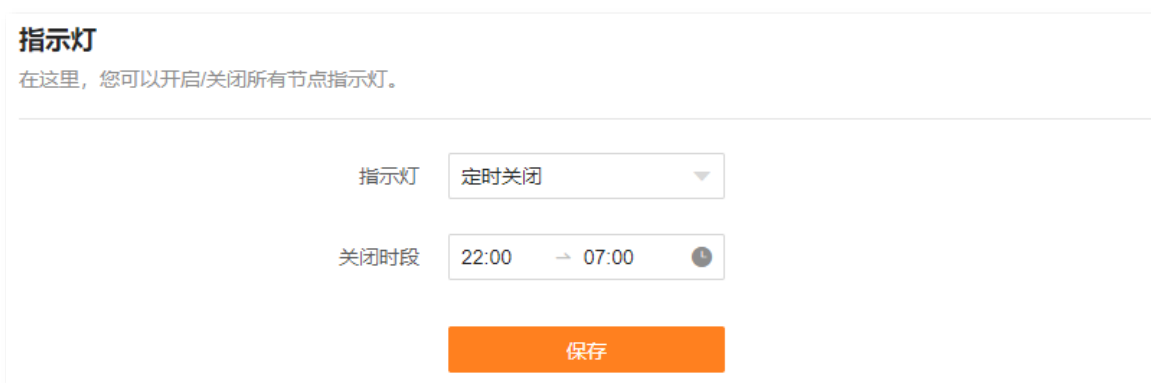 指示灯
在这里，您可以开启/关闭所有节点指示灯。
指示灯 定时关闭
关闭时段 22:00 → 07:00
保存